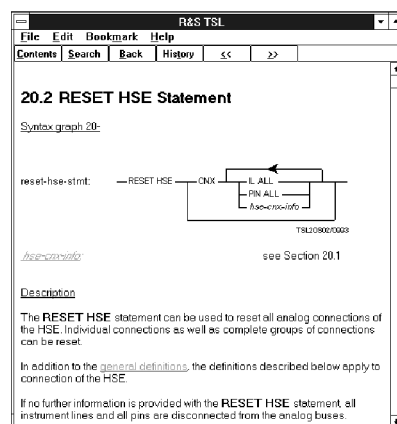 R&S TSL
File Edit Bookmark Help
Contents Search Back History << >>
20.2 RESET HSE Statement
Syntax graph 20-
reset-hse-stmt: RESET HSE CNX IL ALL
PIN ALL
hse-cnx-info
TSL20802/0993
hse-cnx-info: see Section 20.1
Description
The RESET HSE statement can be used to reset all analog connections of
the HSE. Individual connections as well as complete groups of connections
can be reset.
In addition to the general definitions, the definitions described below apply to
connection of the HSE.
If no further information is provided with the RESET HSE statement, all
instrument lines and all pins are disconnected from the analog buses.